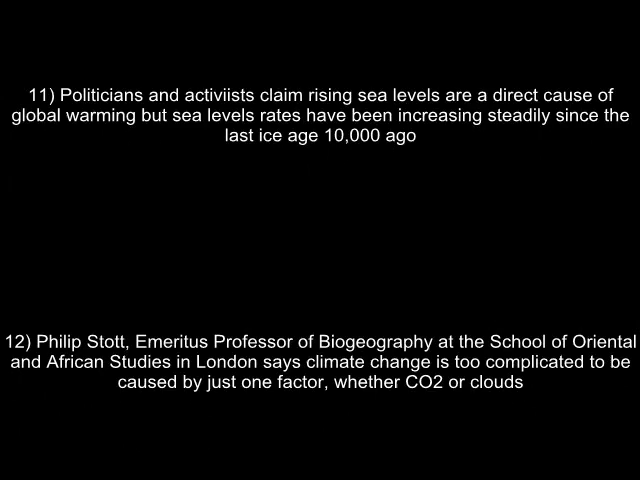 11) Politicians and activiists claim rising sea levels are a direct cause of
global warming but sea levels rates have been increasing steadily since the
last ice age 10,000 ago
12) Philip Stott, Emeritus Professor of Biogeography at the School of Oriental
and African Studies in London says climate change is too complicated to be
caused by just one factor, whether CO2 or clouds